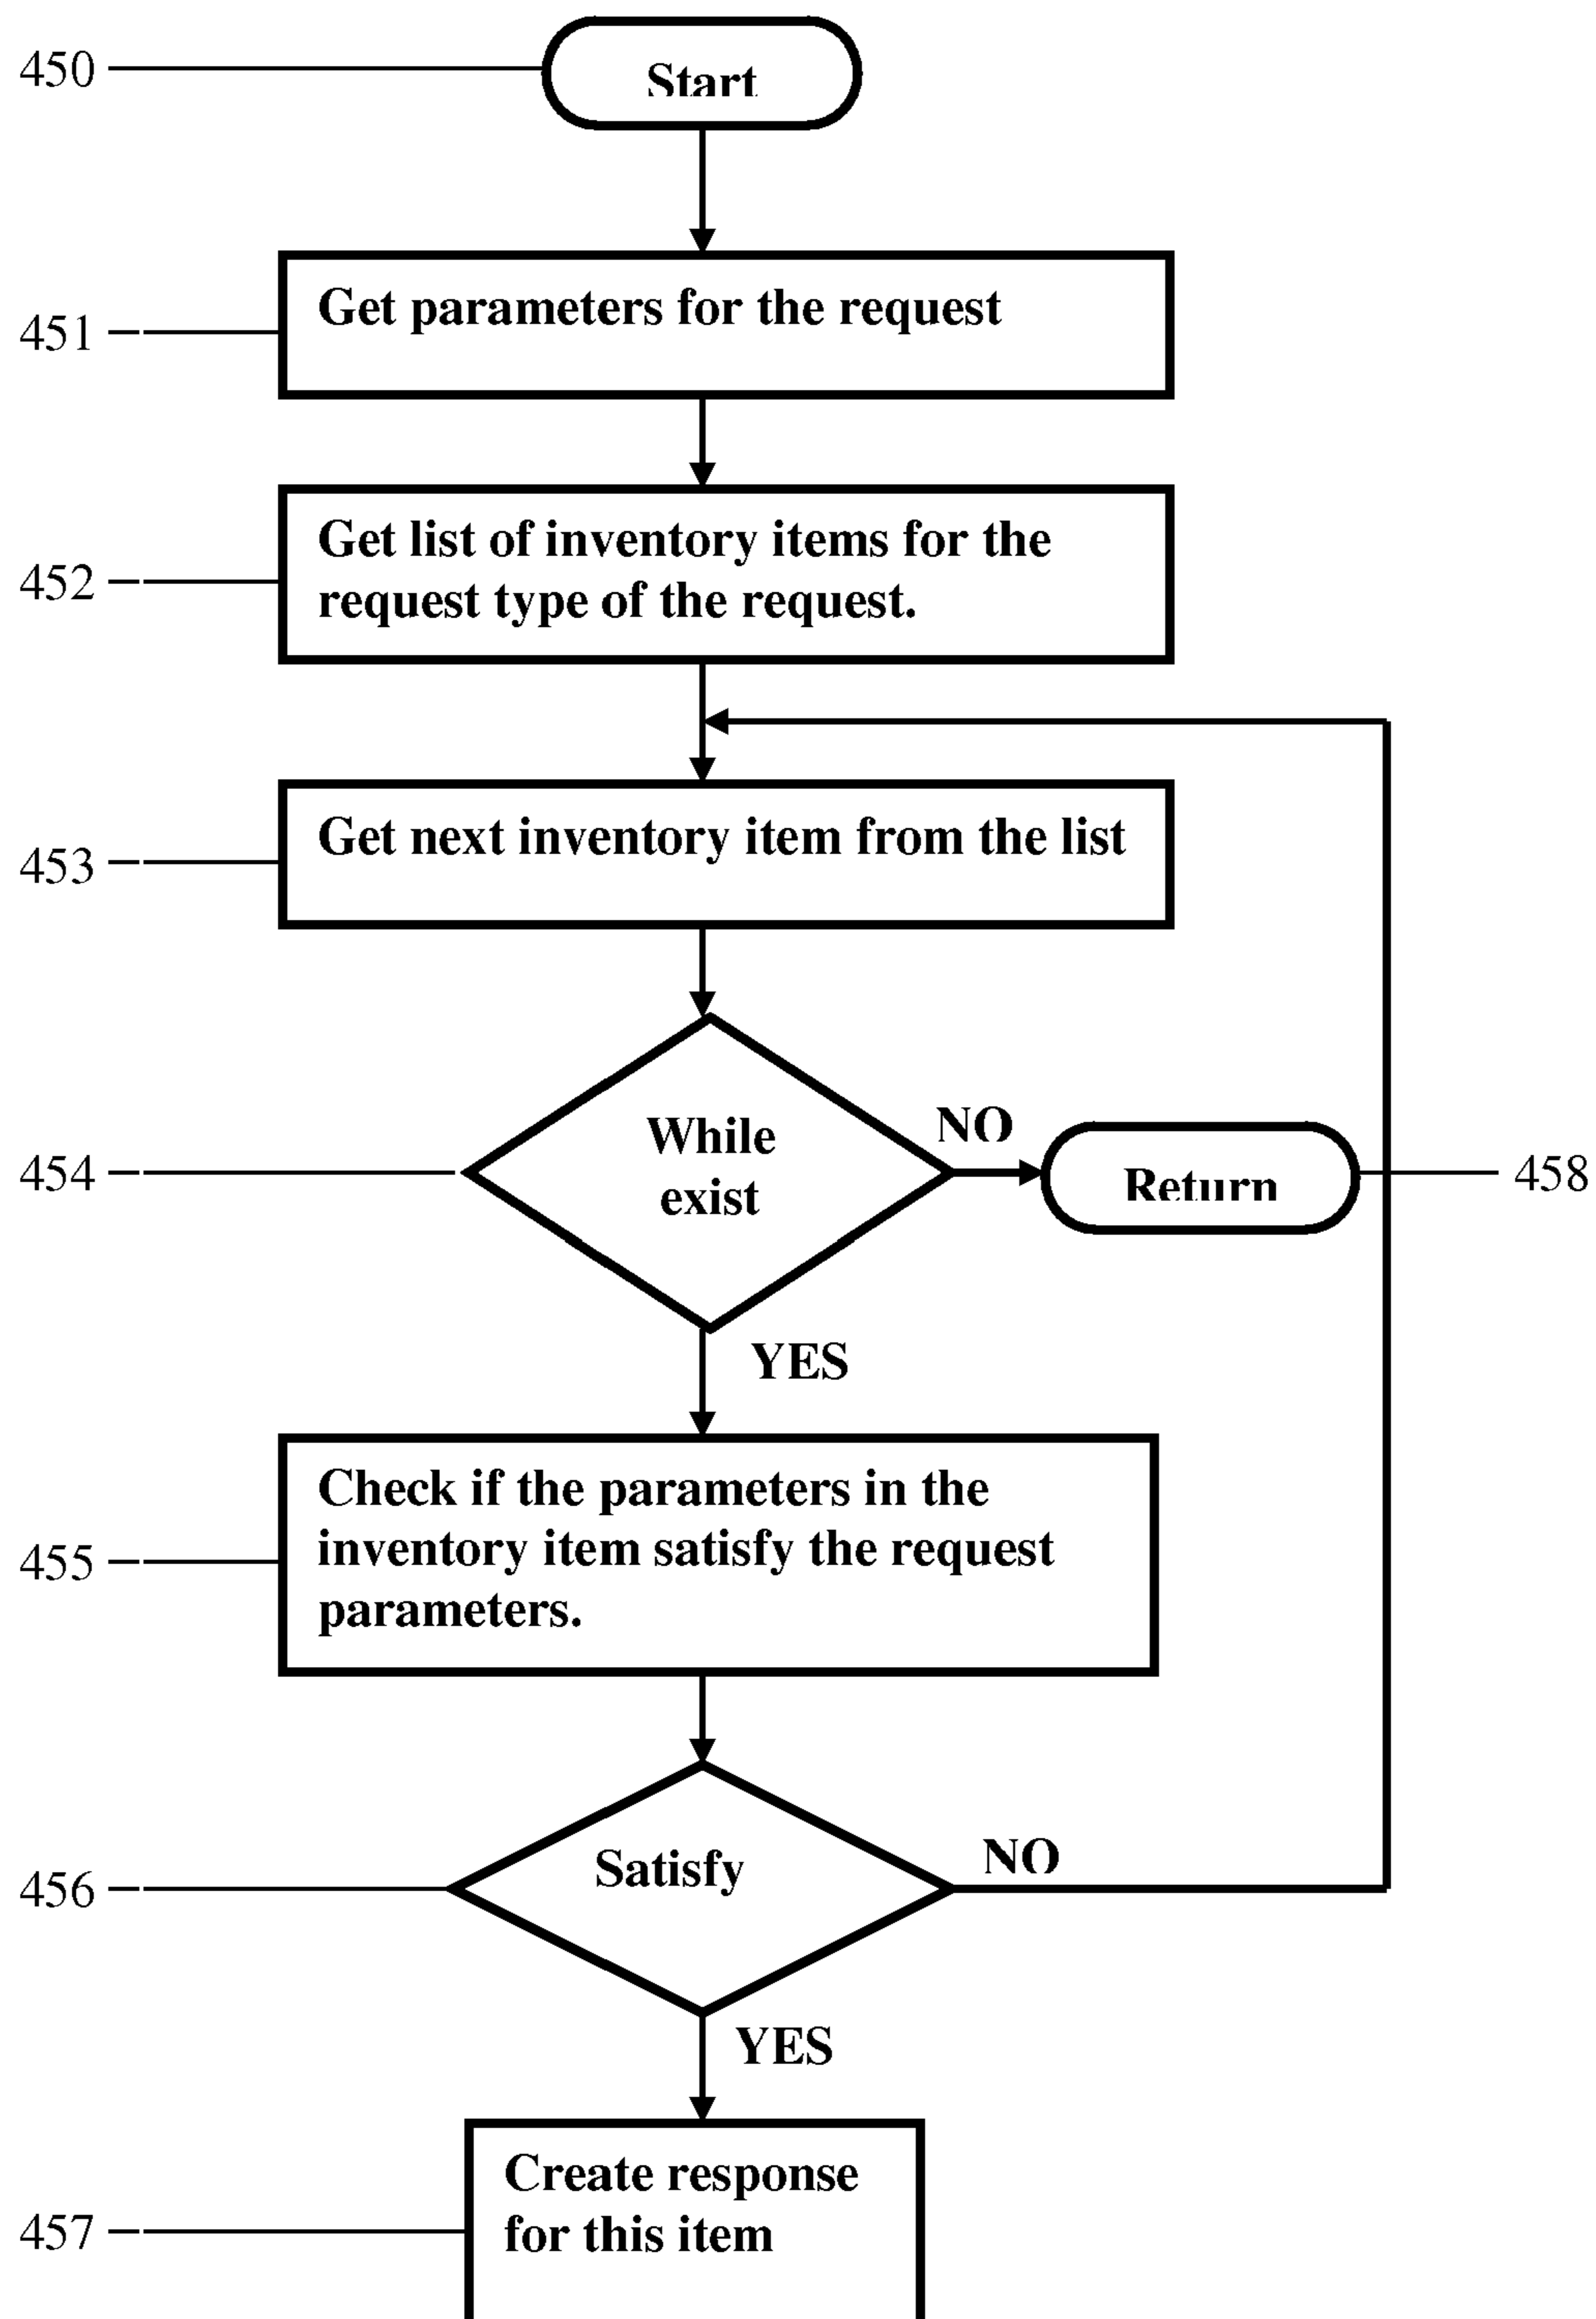 450
Start
451
Get parameters for the request
452
Get list of inventory items for the
request type of the request.
453
Get next inventory item from the list
454
While
exist
NO
Return
458
YES
455
Check if the parameters in the
inventory item satisfy the request
parameters.
456
Satisfy
NO
YES
457
Create response
for this item